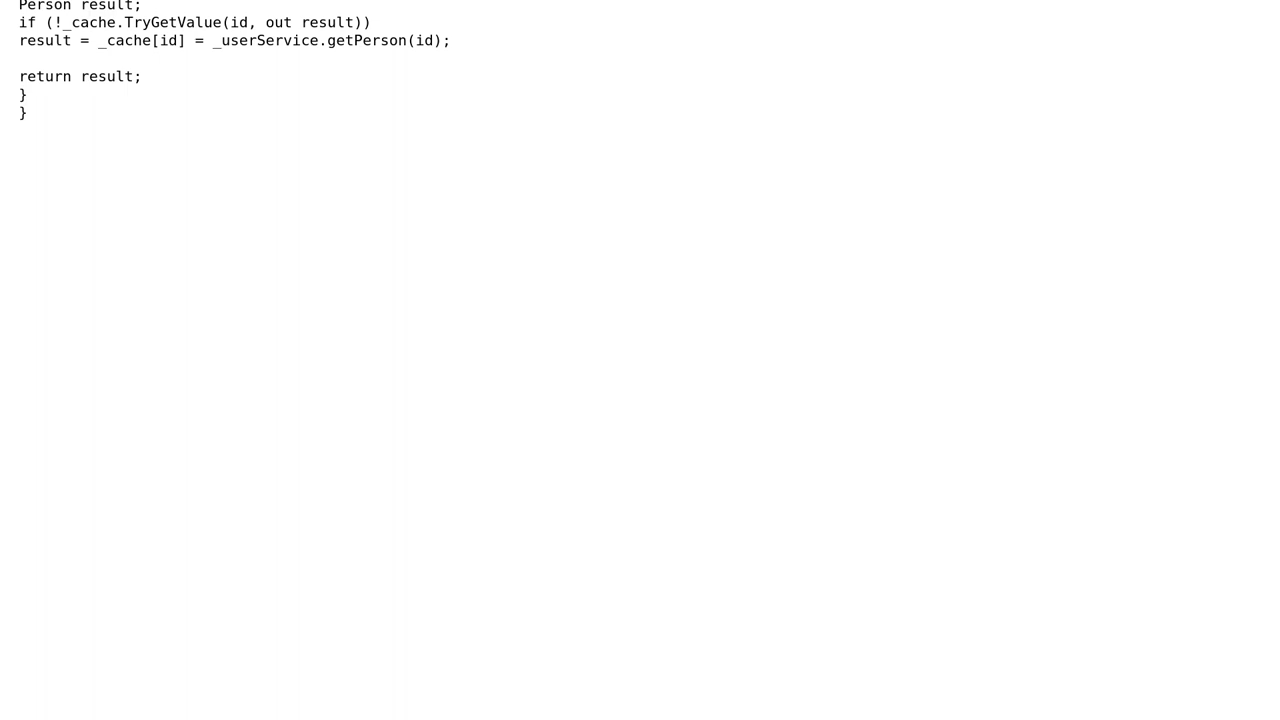 Person result;
if (!_cache.TryGetValue(id, out result))
result = _cache[id] = _userService.getPerson(id);

return result;
}
}